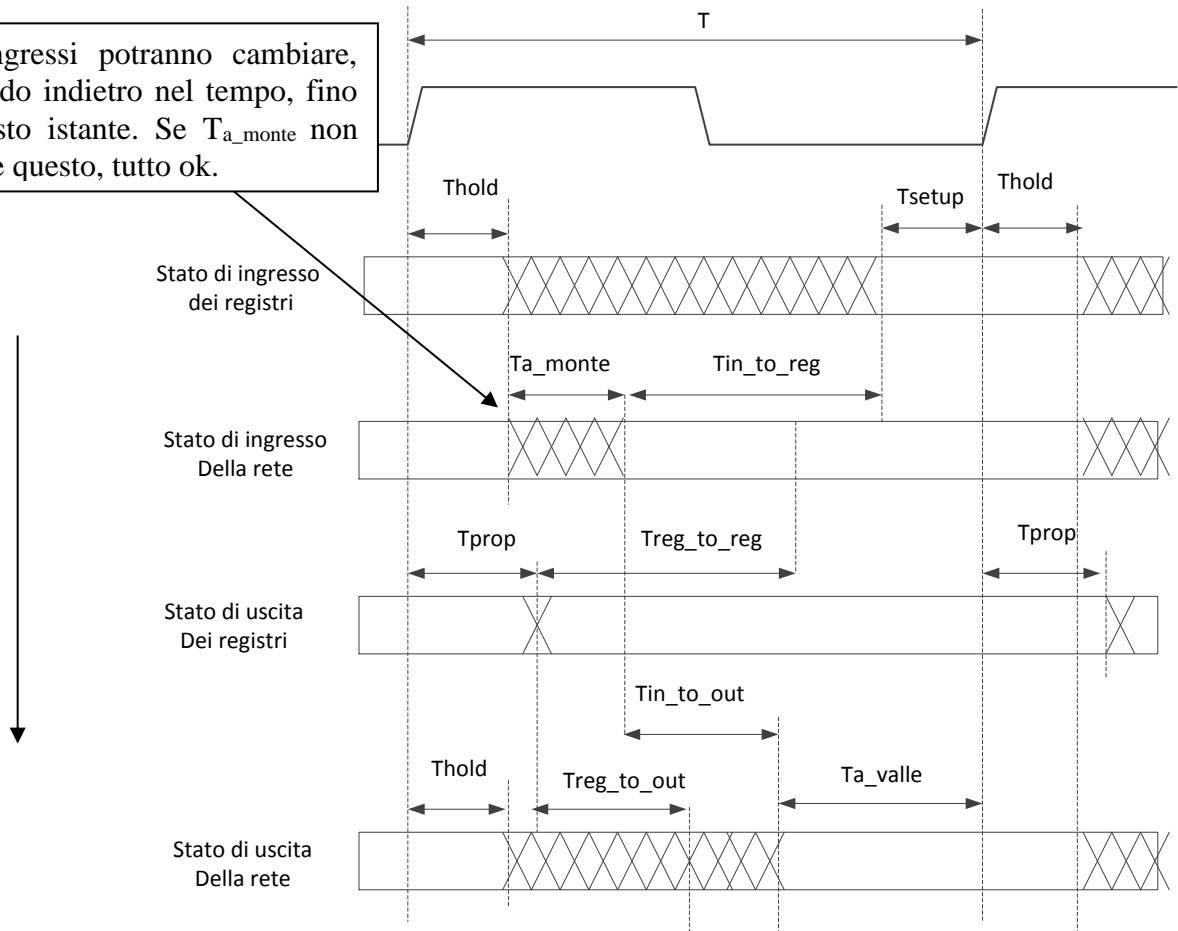 T
ngressi potranno cambiare,
do indietro nel tempo, fino
sto istante. Se Ta_monte non
e questo, tutto ok.
Thold
Tsetup
Thold
Stato di ingresso
dei registri
Ta_monte
Tin_to_reg
Stato di ingresso
Della rete
Tprop
Treg_to_reg
Tprop
Stato di uscita
Dei registri
Tin_to_out
Thold
Treg_to_out
Ta_valle
Stato di uscita
Della rete